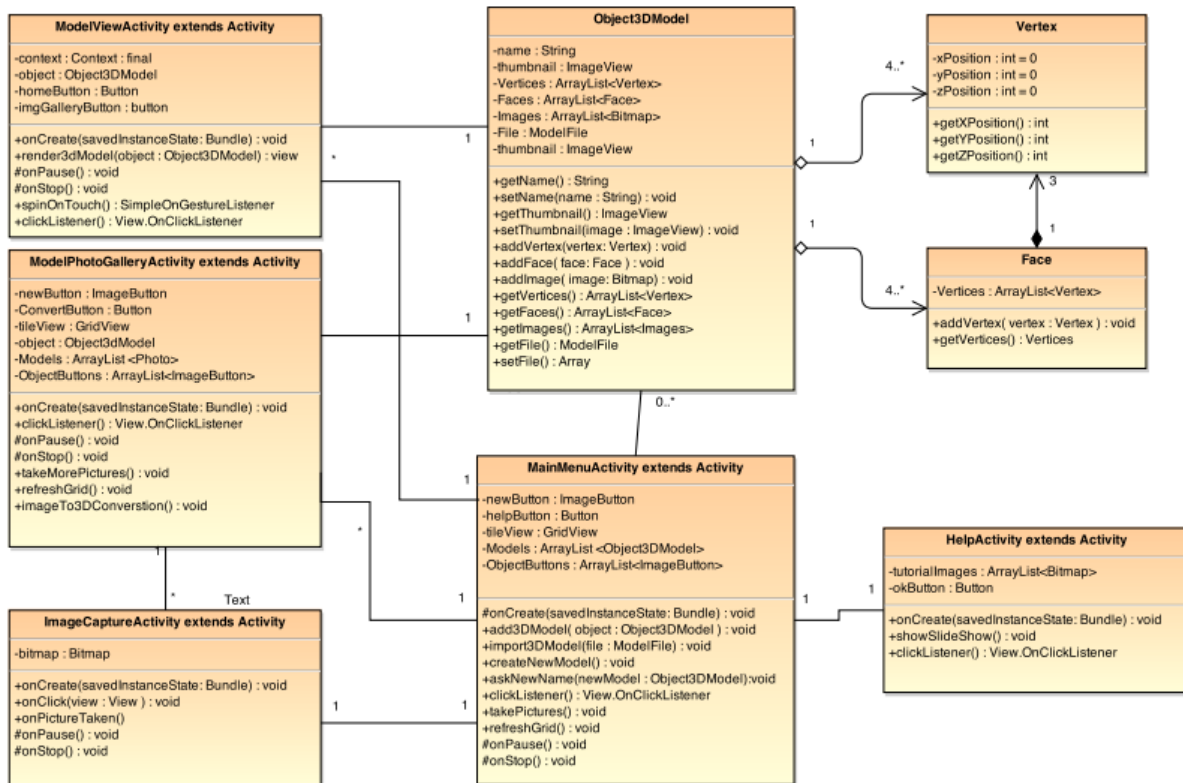 ModelViewActivity extends Activity
-context : Context : final
-object : Object3DModel
-homeButton : Button
-imgGalleryButton : button
+onCreate(savedInstanceState: Bundle) : void
+render3dModel(object : Object3DModel) : view
#onPause() : void
#onStop() : void
+spinOnTouch() : SimpleOnGestureListener
+clickListener() : View.OnClickListener
1
*
Object3DModel
-name : String
-thumbnail : ImageView
-Vertices : ArrayList<Vertex>
-Faces : ArrayList<Face>
-Images : ArrayList<Bitmap>
-File : ModelFile
-thumbnail : ImageView
+getName() : String
+setName(name : String) : void
+getThumbnail() : ImageView
+setThumbnail(image : ImageView) : void
+addVertex(vertex: Vertex) : void
+addFace( face: Face ) : void
+addImage( image: Bitmap) : void
+getVertices() : ArrayList<Vertex>
+getFaces() : ArrayList<Face>
+getImages() : ArrayList<Images>
+getFile() : ModelFile
+setFile() : Array
4..*
1
1
4..*
Vertex
-xPosition : int = 0
-yPosition : int = 0
-zPosition : int = 0
+getXPosition() : int
+getYPosition() : int
+getZPosition() : int
3
1
Face
-Vertices : ArrayList<Vertex>
+addVertex( vertex : Vertex ) : void
+getVertices() : Vertices
ModelPhotoGalleryActivity extends Activity
-newButton : ImageButton
-ConvertButton : Button
-tileView : GridView
-object : Object3dModel
-Models : ArrayList <Photo>
-ObjectButtons : ArrayList<ImageButton>
+onCreate(savedInstanceState: Bundle) : void
+clickListener() : View.OnClickListener
#onPause() : void
#onStop() : void
+takeMorePictures() : void
+refreshGrid() : void
+imageTo3DConverstion() : void
1
0..*
1
*
1
MainMenuActivity extends Activity
-newButton : ImageButton
-helpButton : Button
-tileView : GridView
-Models : ArrayList <Object3DModel>
-ObjectButtons : ArrayList<ImageButton>
#onCreate(savedInstanceState: Bundle) : void
+add3DModel( object : Object3DModel ) : void
+import3DModel(file : ModelFile) : void
+createNewModel() : void
+askNewName(newModel : Object3DModel):void
+clickListener() : View.OnClickListener
+takePictures() : void
+refreshGrid() : void
#onPause() : void
#onStop() : void
1
1
HelpActivity extends Activity
-tutorialImages : ArrayList<Bitmap>
-okButton : Button
+onCreate(savedInstanceState: Bundle) : void
+showSlideShow() : void
+clickListener() : View.OnClickListener
1
*
Text
ImageCaptureActivity extends Activity
-bitmap : Bitmap
+onCreate(savedInstanceState: Bundle) : void
+onClick(view : View ) : void
+onPictureTaken()
#onPause() : void
#onStop() : void
1
1